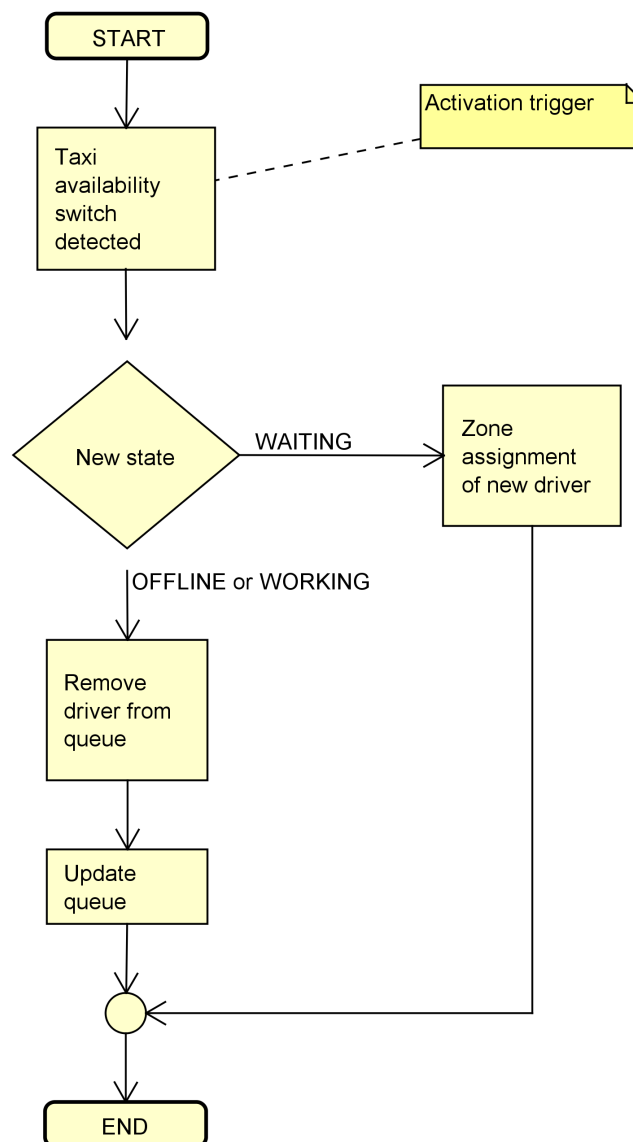 START
Activation trigger
Taxi
availability
switch
detected
New state
WAITING
Zone
assignment
of new driver
OFFLINE or WORKING
Remove
driver from
queue
Update
queue
END